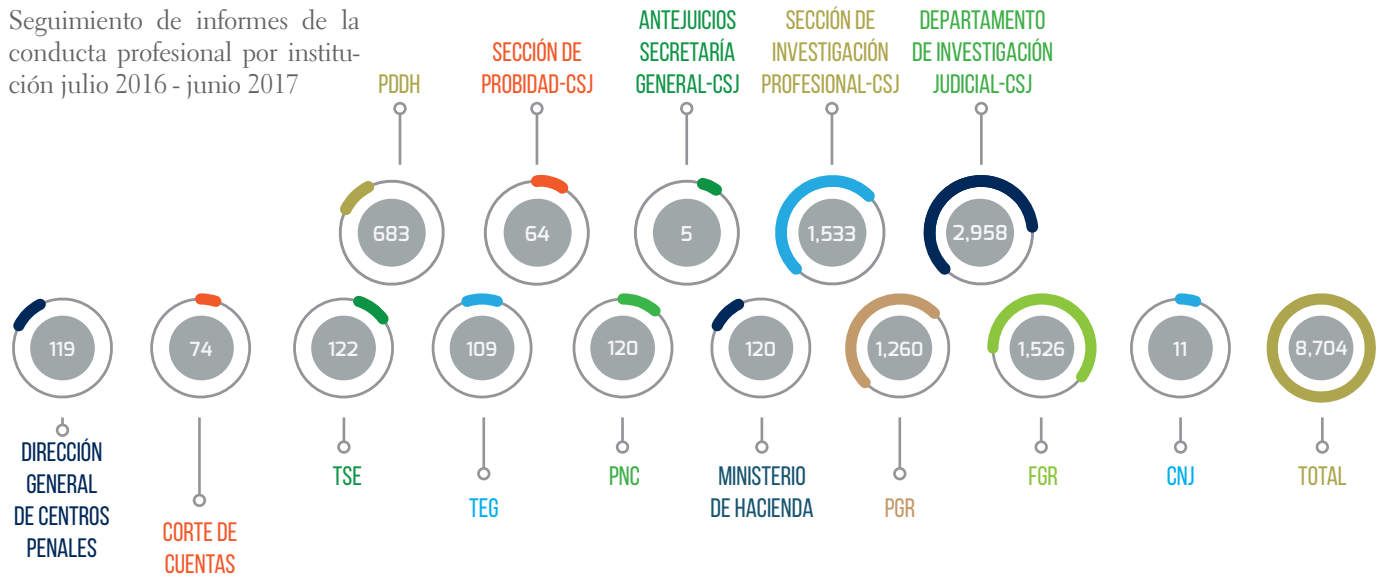 Seguimiento de informes de la
conducta profesional por institu-
ción julio 2016 - junio 2017
PDDH
SECCIÓN DE
PROBIDAD-CSJ
ANTEJUICIOS
SECRETARÍA
GENERAL-CSJ
SECCIÓN DE
INVESTIGACIÓN
PROFESIONAL-CSJ
DEPARTAMENTO
DE INVESTIGACIÓN
JUDICIAL-CSJ
683
64
5
1,533
2,958
119
74
122
109
120
120
1,260
1,526
11
8,704
DIRECCIÓN
GENERAL
DE CENTROS
PENALES
CORTE DE
CUENTAS
TSE
TEG
PNC
MINISTERIO
DE HACIENDA
PGR
FGR
CNJ
TOTAL